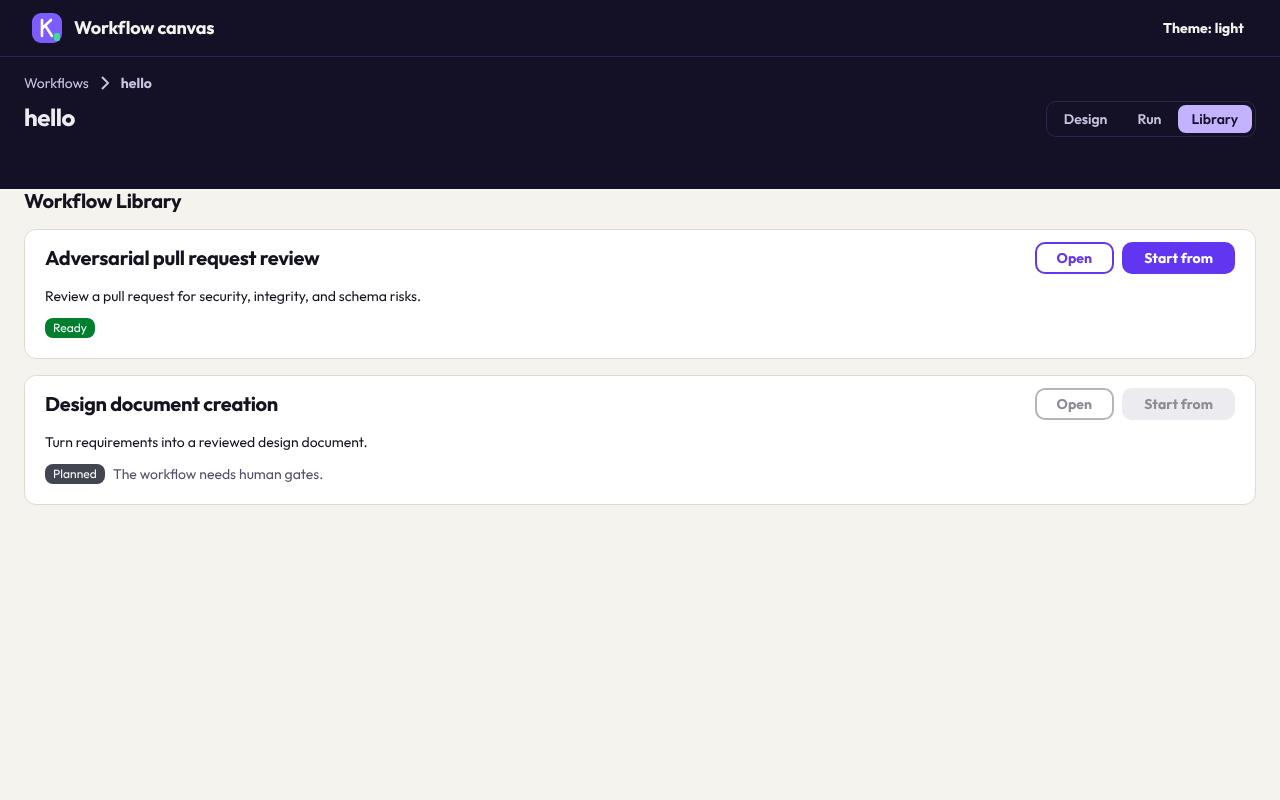 K
Workflow canvas
Theme: light
Workflows
hello
hello
Design
Run
Library
Workflow Library
Adversarial pull request review
Open
Start from
Review a pull request for security, integrity, and schema risks.
Ready
Design document creation
Open
Start from
Turn requirements into a reviewed design document.
Planned
The workflow needs human gates.